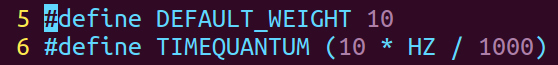 5 #define DEFAULT_WEIGHT 10
6 #define TIMEQUANTUM (10 * HZ / 1000)